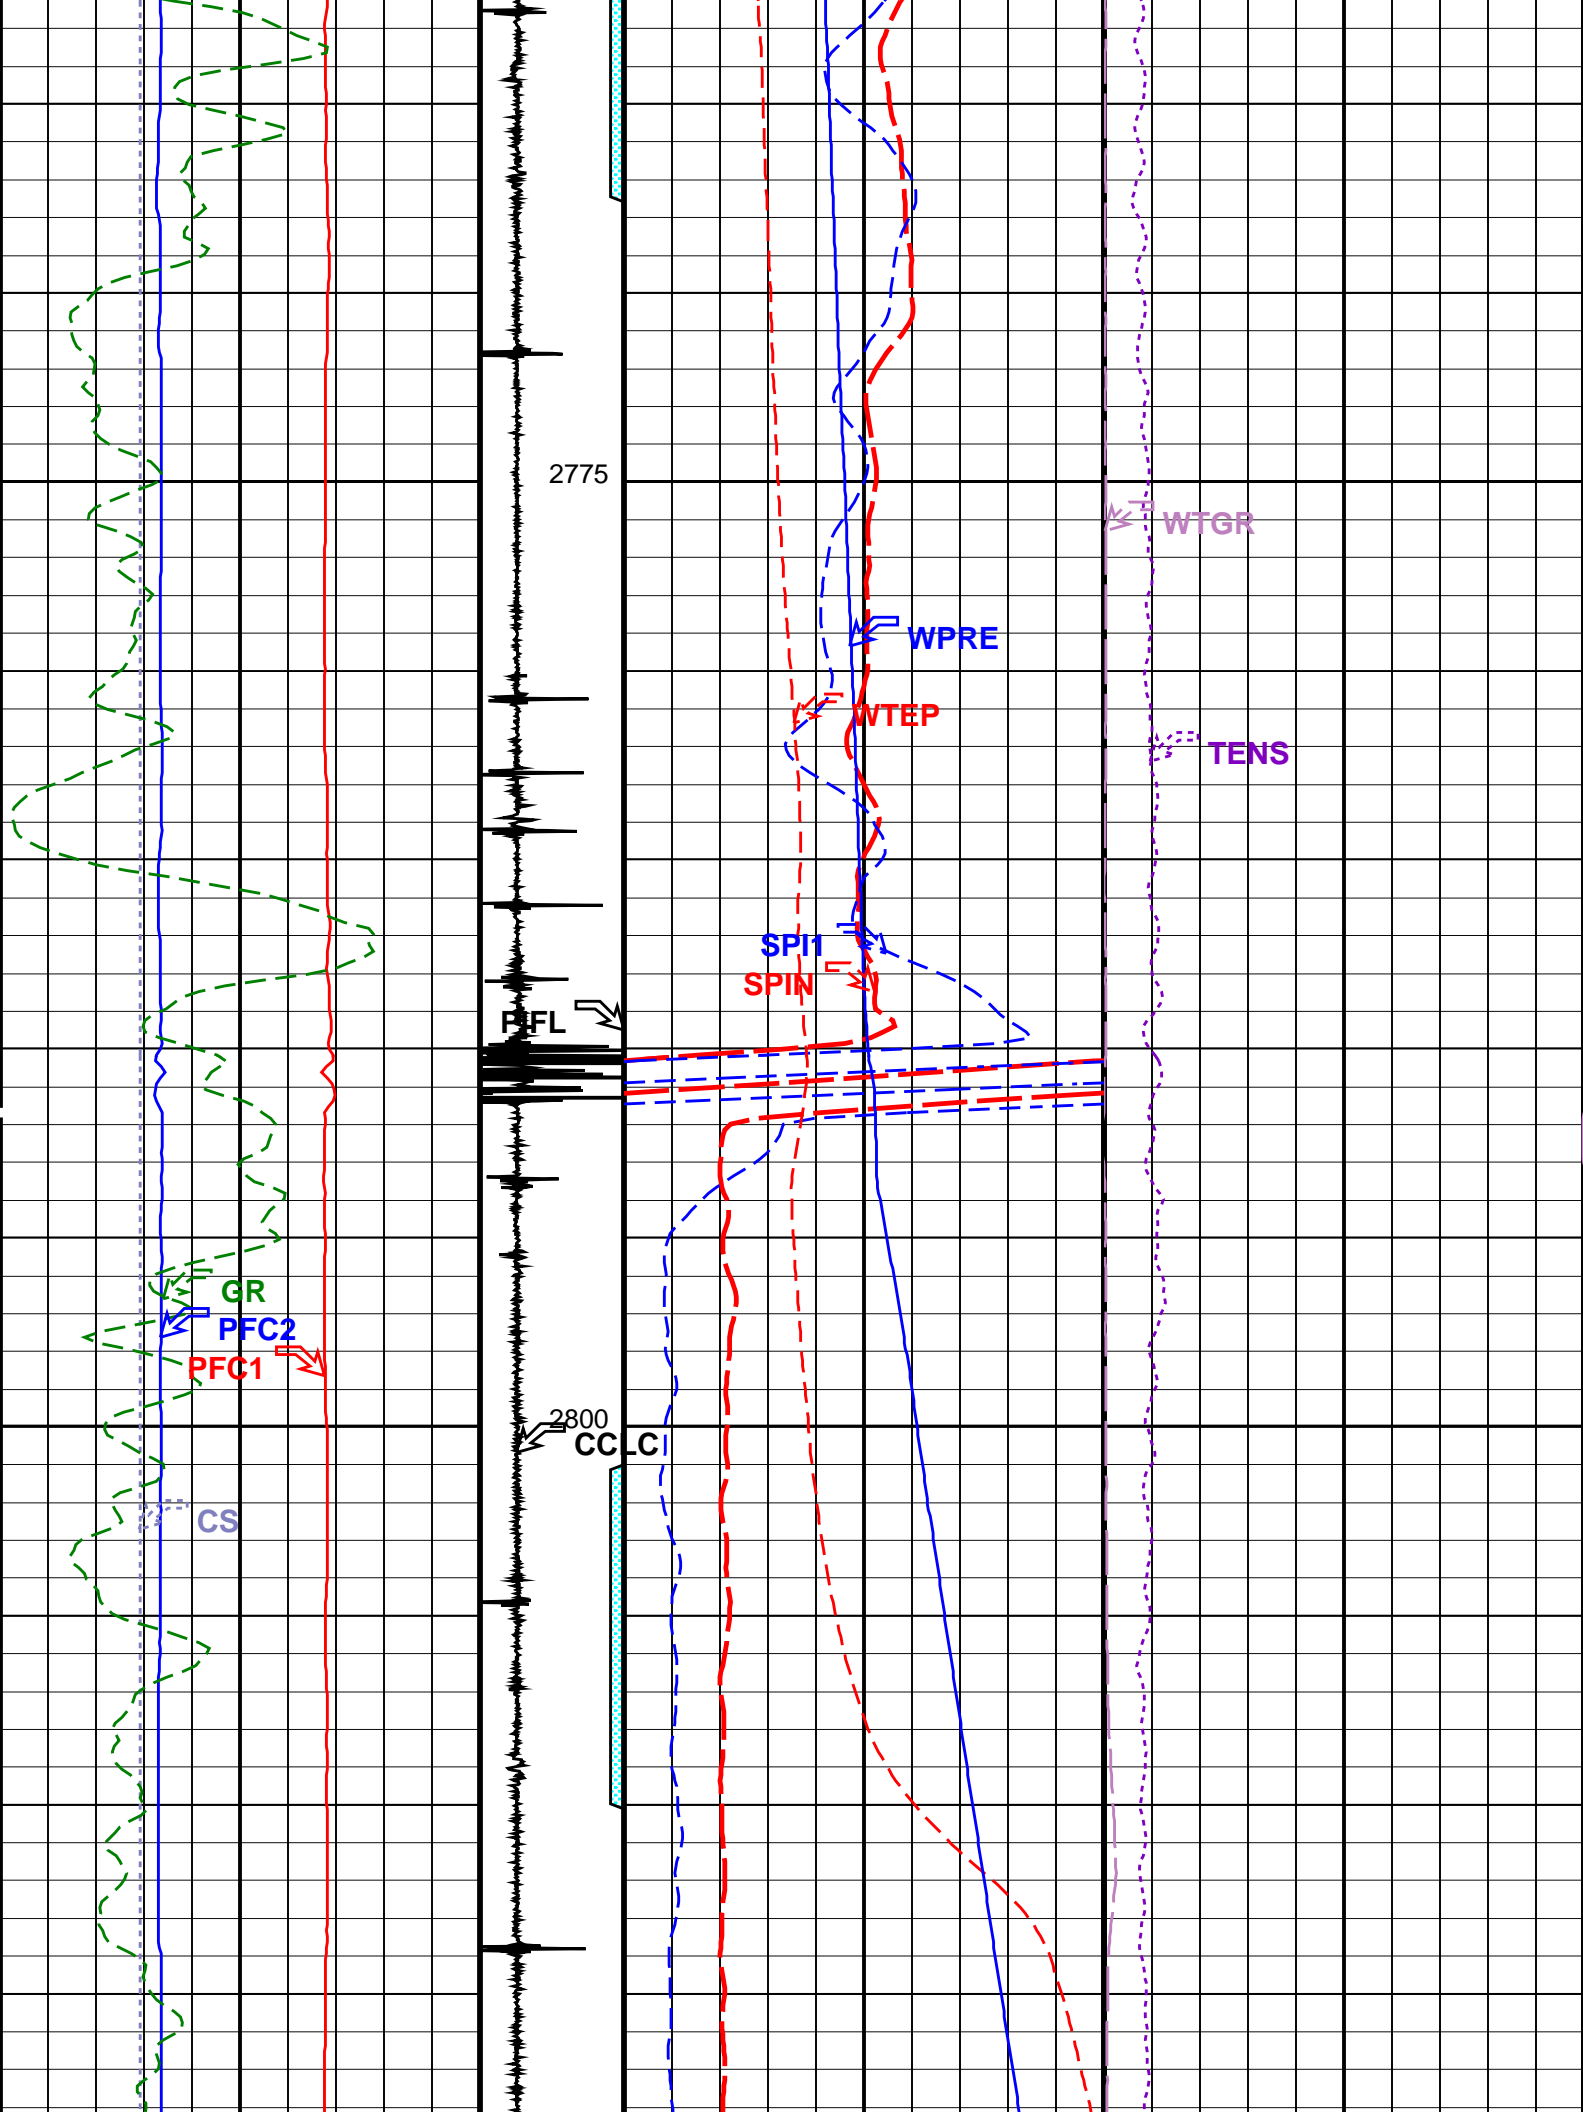 2775
WTGR
WPRE
WTEP
TENS
SPI1
SPIN
PIFL
GR
PFC2
PFC1
2800
CCLC
CS